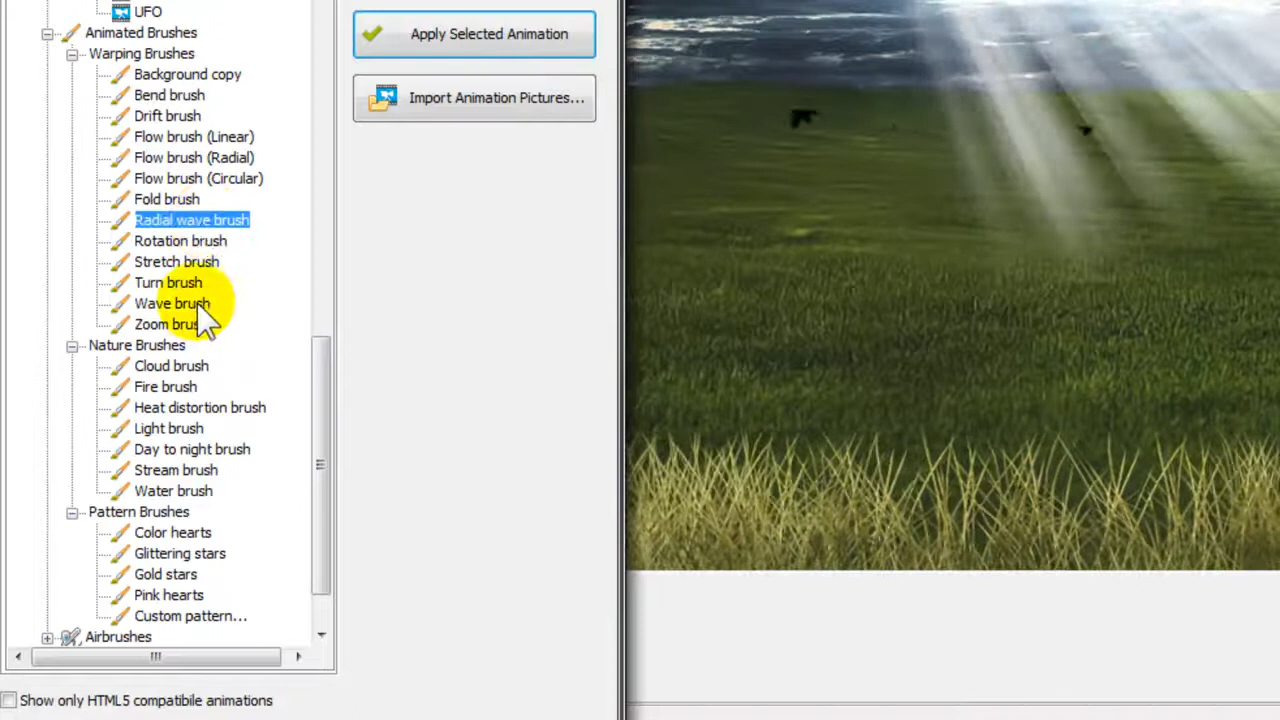 UFO
Animated Brushes
Warping Brushes
Background copy
Bend brush
Drift brush
Flow brush (Linear)
Flow brush (Radial)
Flow brush (Circular)
Fold brush
Radial wave brush
Rotation brush
Stretch brush
Turn brush
Wave brush
Zoom brush
Nature Brushes
Cloud brush
Fire brush
Heat distortion brush
Light brush
Day to night brush
Stream brush
Water brush
Pattern Brushes
Color hearts
Glittering stars
Gold stars
Pink hearts
Custom pattern...
Airbrushes
Show only HTML5 compatibile animations
Apply Selected Animation
Import Animation Pictures...